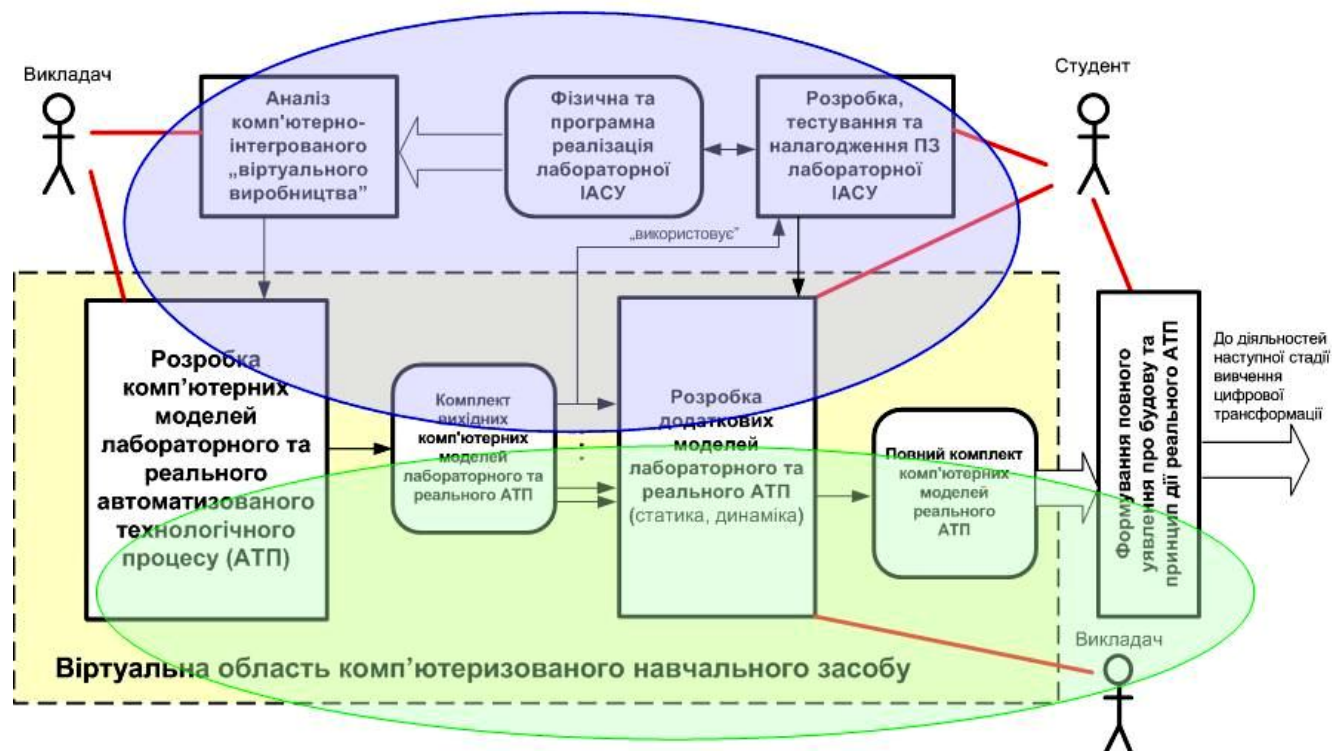 Викладач
Студент
Аналіз
комп'ютерно-
інтегрованого
„віртуального
виробництва”
Фізична та
програмна
реалізація
лабораторної
ІАСУ
Розробка,
тестування та
налагодження ПЗ
лабораторної
ІАСУ
„використовує”
Розробка
комп’ютерних
моделей
лабораторного та
реального
автоматизованого
технологічного
процесу (АТП)
Комплект
вихідних
комп'ютерних
моделей
лабораторного та
реального АТП
Розробка
додаткових
моделей
лабораторного та
реального АТП
(статика, динаміка)
Повний комплект
комп'ютерних
моделей
реального
АТП
Формування повного
уявлення про будову та
принцип дії реального АТП
До діяльностей
наступної стадії
вивчення
цифрової
трансформації
Віртуальна область комп’ютеризованого навчального засобу
Викладач